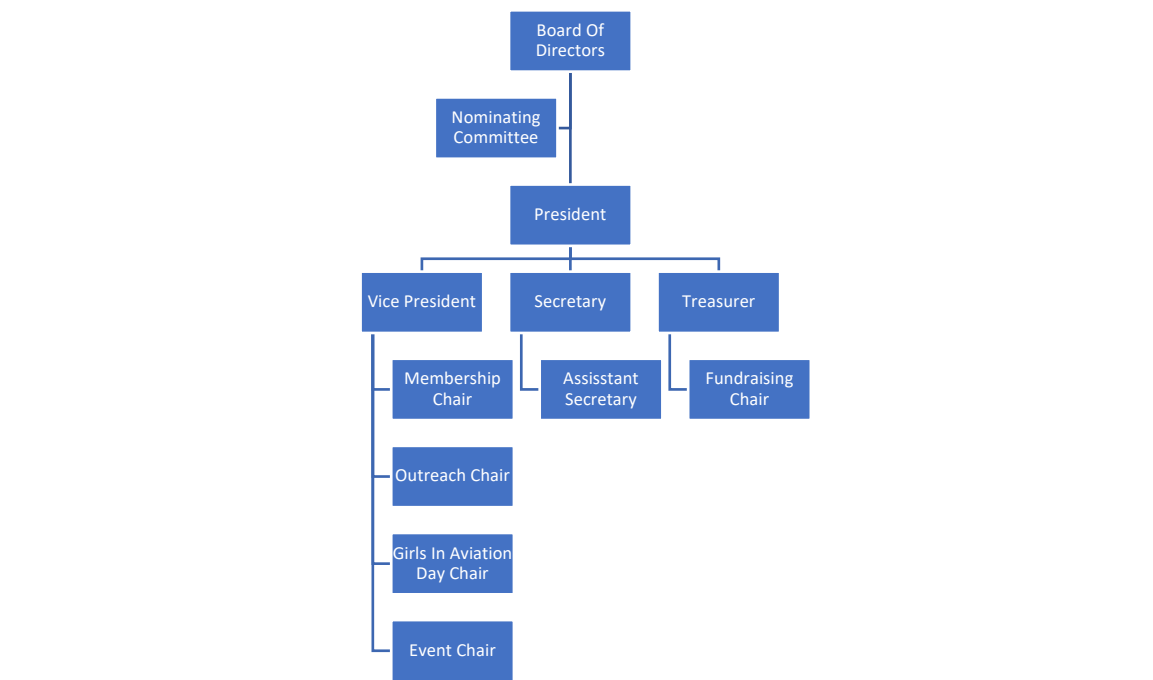 Board Of
Directors
Nominating
Committee
President
Vice President
Secretary
Treasurer
Membership
Chair
Assisstant
Secretary
Fundraising
Chair
Outreach Chair
Girls In Aviation
Day Chair
Event Chair